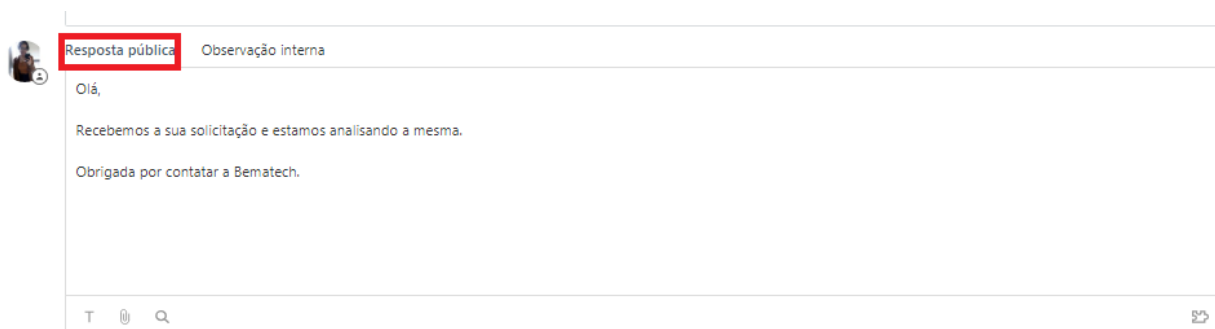 Resposta pública Observação interna
Olá,
Recebemos a sua solicitação e estamos analisando a mesma.
Obrigada por contatar a Bematech.
T